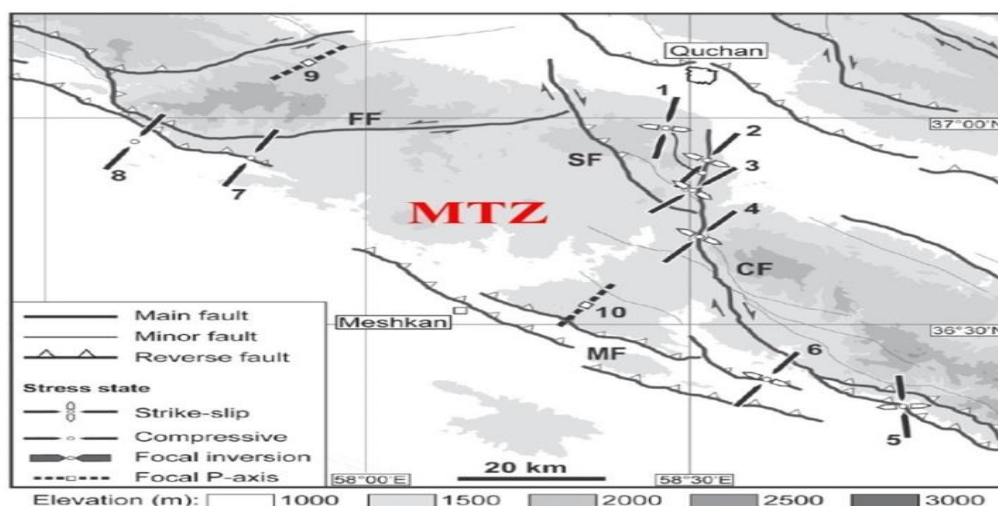 Quchan
9
1
37°00'N
2
FF
SF
3
8
7
MTZ
4
CF
Main fault
Minor fault
Reverse fault
Meshkan
10
36°30'N
MF
6
Stress state
Strike-slip
Compressive
Focal inversion
Focal P-axis
5
20 km
58°00'E
58°30'E
Elevation (m): 1000 1500 2000 2500 3000